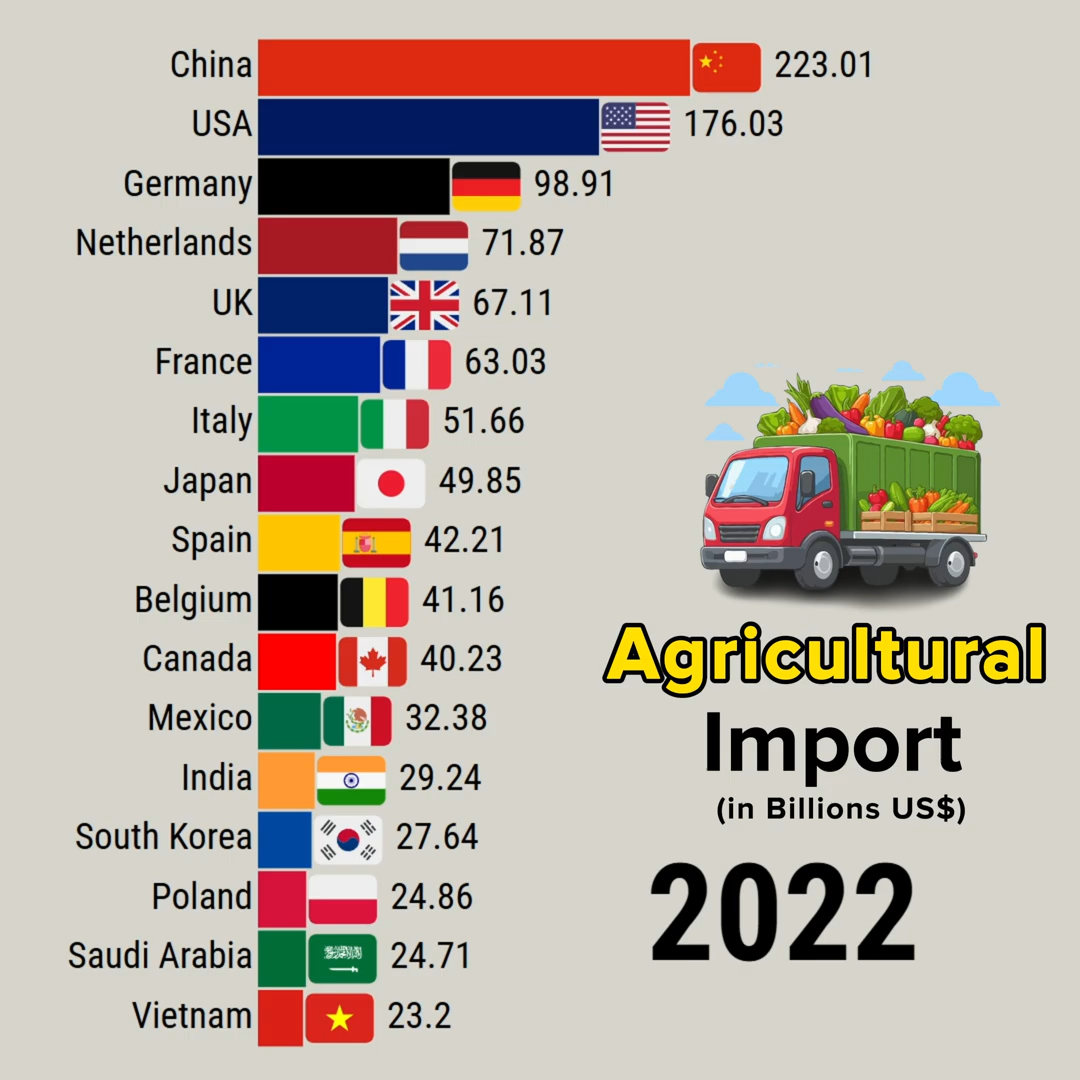 China 223.01
USA 176.03
Germany 98.91
Netherlands 71.87
UK 67.11
France 63.03
Italy 51.66
Japan 49.85
Spain 42.21
Belgium 41.16
Canada 40.23
Mexico 32.38
India 29.24
South Korea 27.64
Poland 24.86
Saudi Arabia 24.71
Vietnam 23.2
Agricultural
Import
(in Billions US$)
2022